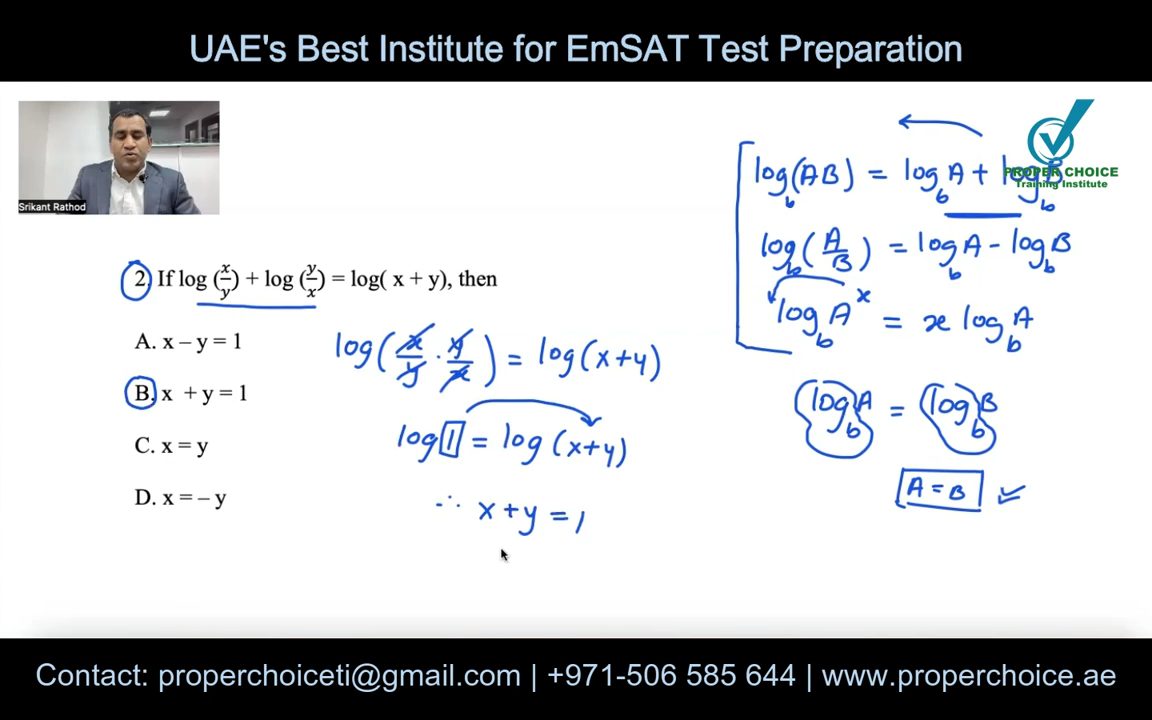 UAE's Best Institute for EmSAT Test Preparation
Srikant Rathod
PROPER CHOICE
Training Institute
2. If log (x/y) + log (y/x) = log( x + y), then
A. x – y = 1
B. x + y = 1
C. x = y
D. x = – y
log(x/y · y/x) = log(x+y)
log 1 = log (x+y)
∴ x+y = 1
log_b(AB) = log_b A + log_b B
log_b(A/B) = log_b A - log_b B
log_b A^x = x log_b A
log_b A = log_b B
A = B
Contact: properchoiceti@gmail.com | +971-506 585 644 | www.properchoice.ae